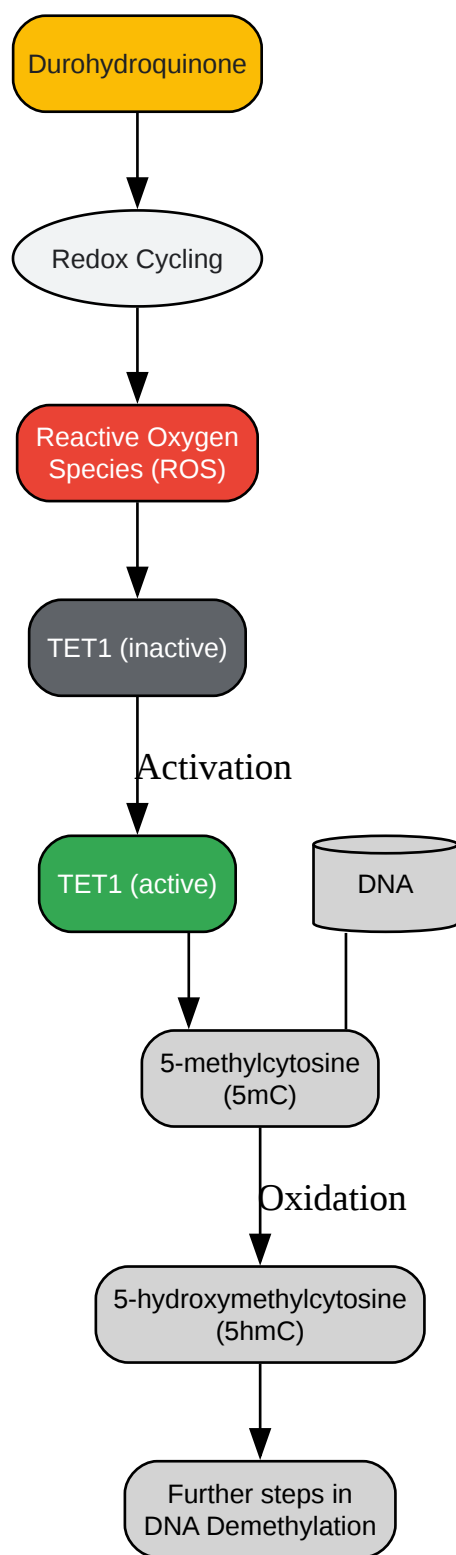 Durohydroquinone
Redox Cycling
Reactive Oxygen
Species (ROS)
TET1 (inactive)
Activation
TET1 (active)
DNA
5-methylcytosine
(5mC)
Oxidation
5-hydroxymethylcytosine
(5hmC)
Further steps in
DNA Demethylation